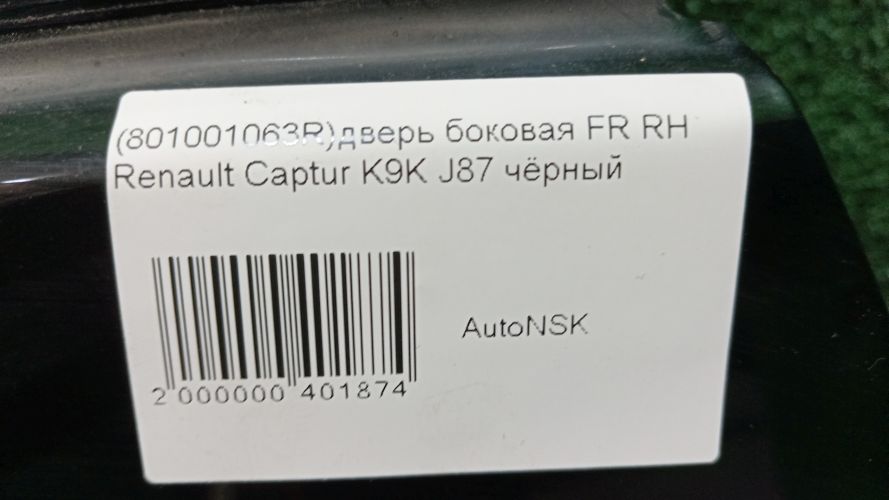 (801001063R)дверь боковая FR RH
Renault Captur K9K J87 чёрный
AutoNSK
2 000000 401874